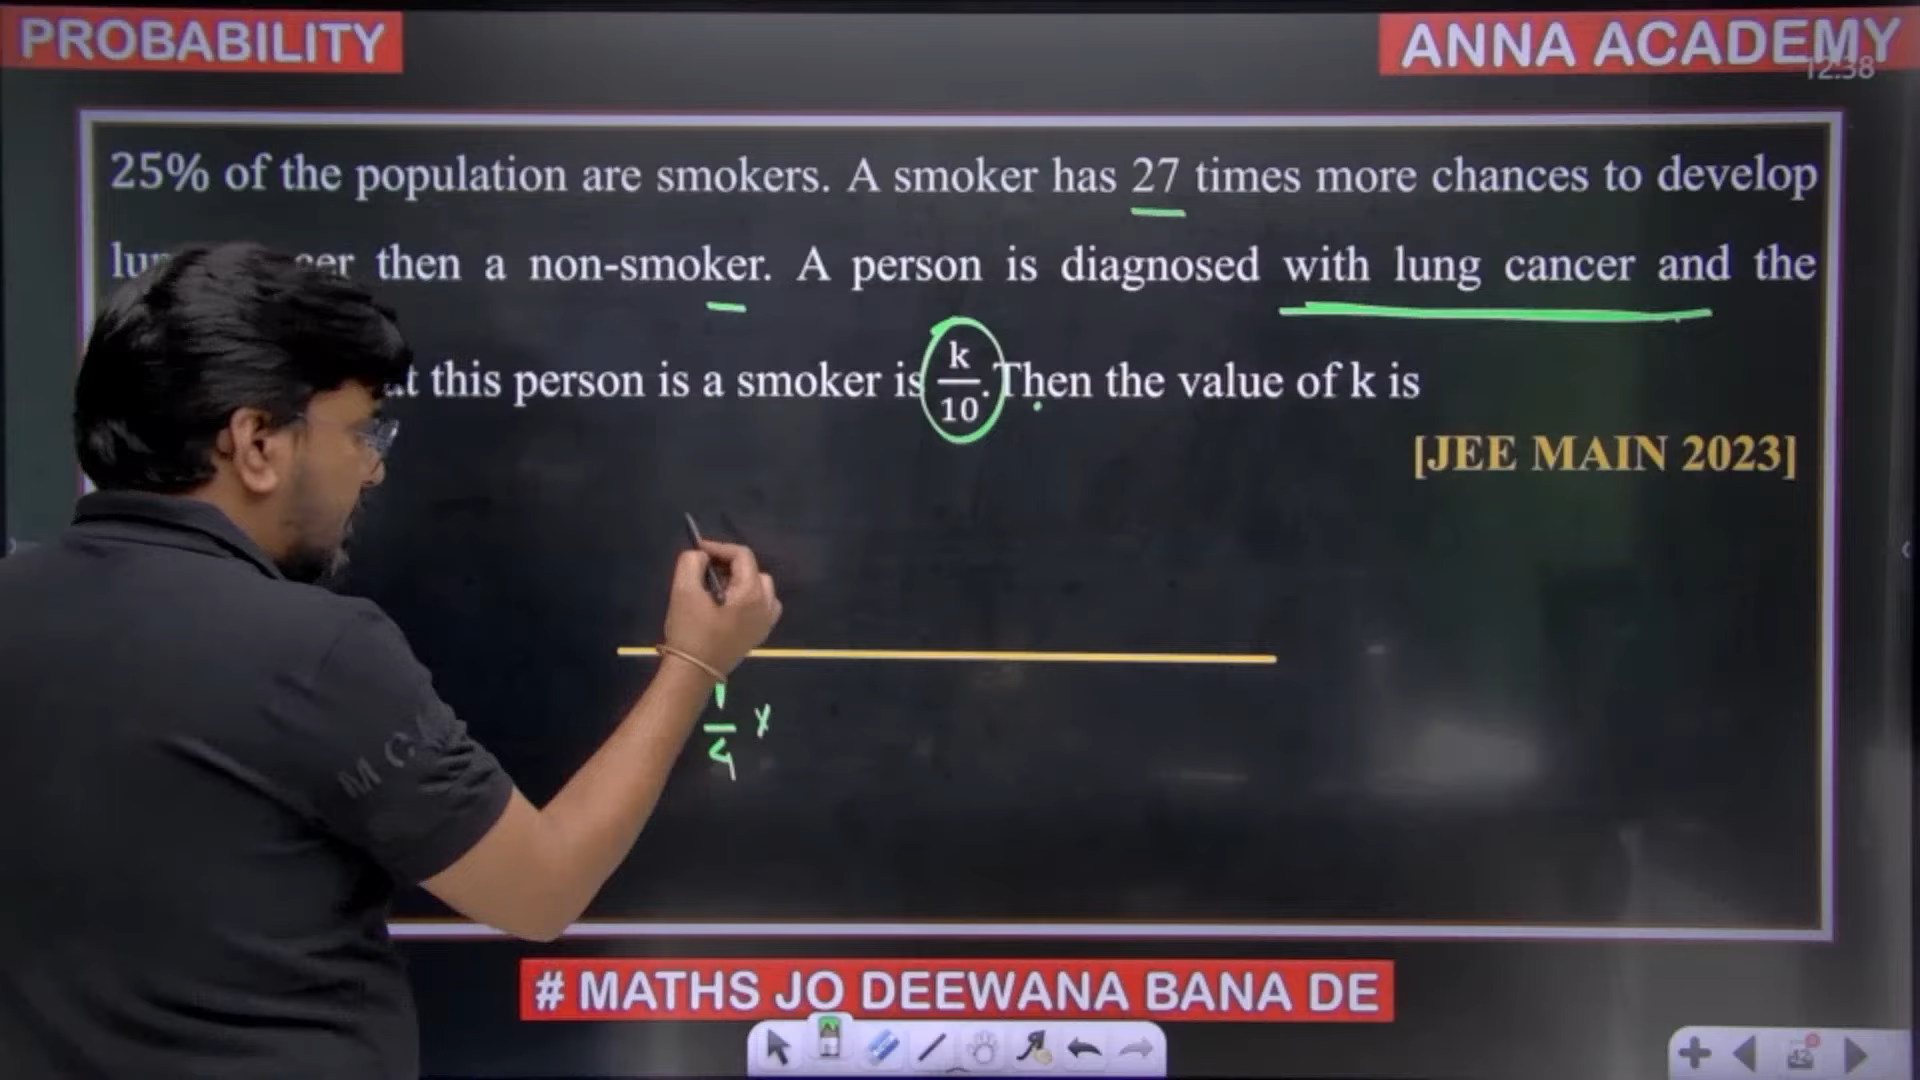 PROBABILITY
ANNA ACADEMY
12:38
25% of the population are smokers. A smoker has 27 times more chances to develop
then a non-smoker. A person is diagnosed with lung cancer and the
this person is a smoker is k/10. Then the value of k is
[JEE MAIN 2023]
1/4 ×
# MATHS JO DEEWANA BANA DE